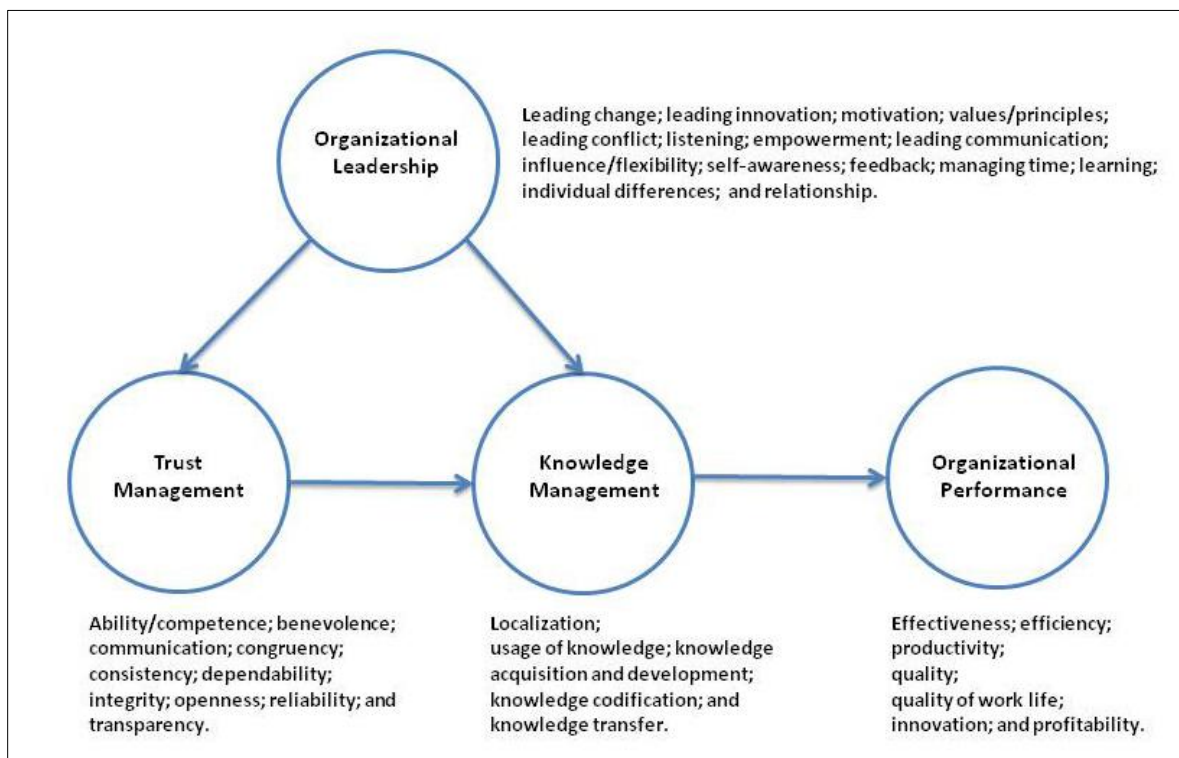 Organizational
Leadership
Leading change; leading innovation; motivation; values/principles;
leading conflict; listening; empowerment; leading communication;
influence/flexibility; self-awareness; feedback; managing time; learning;
individual differences;  and relationship.
Trust
Management
Knowledge
Management
Organizational
Performance
Ability/competence; benevolence;
communication; congruency;
consistency; dependability;
integrity; openness; reliability; and
transparency.
Localization;
usage of knowledge; knowledge
acquisition and development;
knowledge codification; and
knowledge transfer.
Effectiveness; efficiency;
productivity;
quality;
quality of work life;
innovation; and profitability.